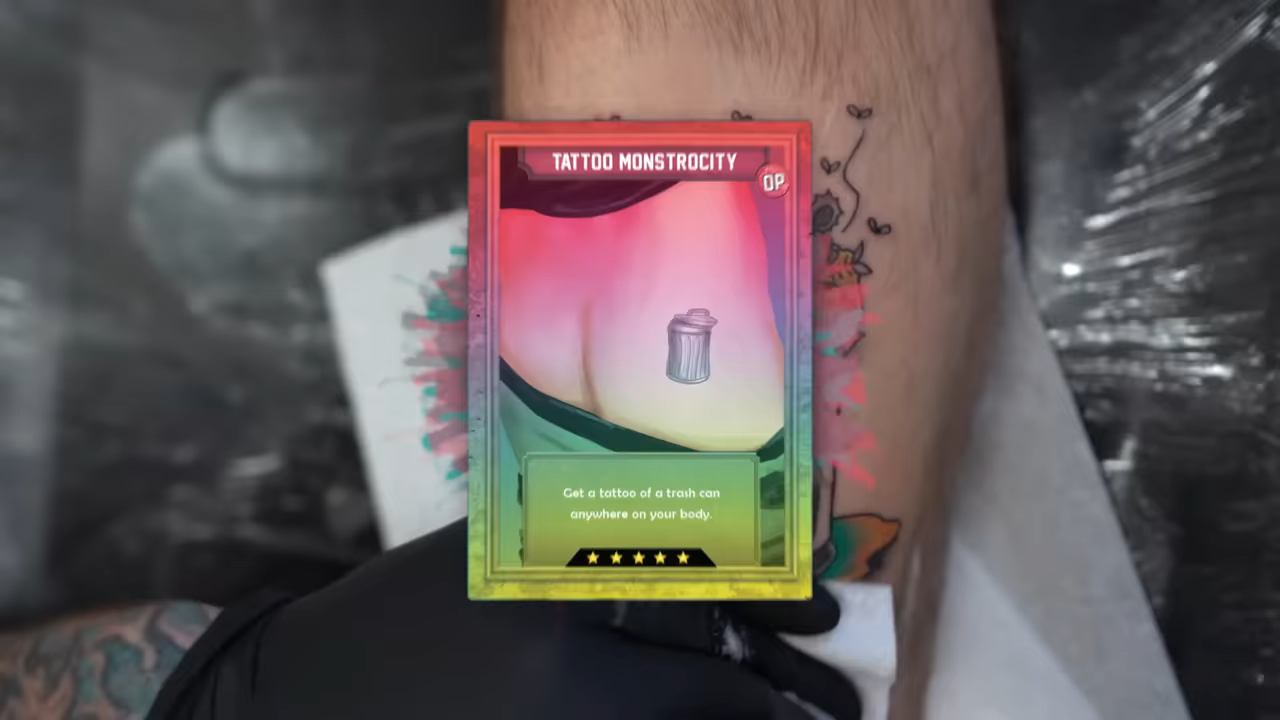 TATTOO MONSTROCITY
OP
Get a tattoo of a trash can
anywhere on your body.